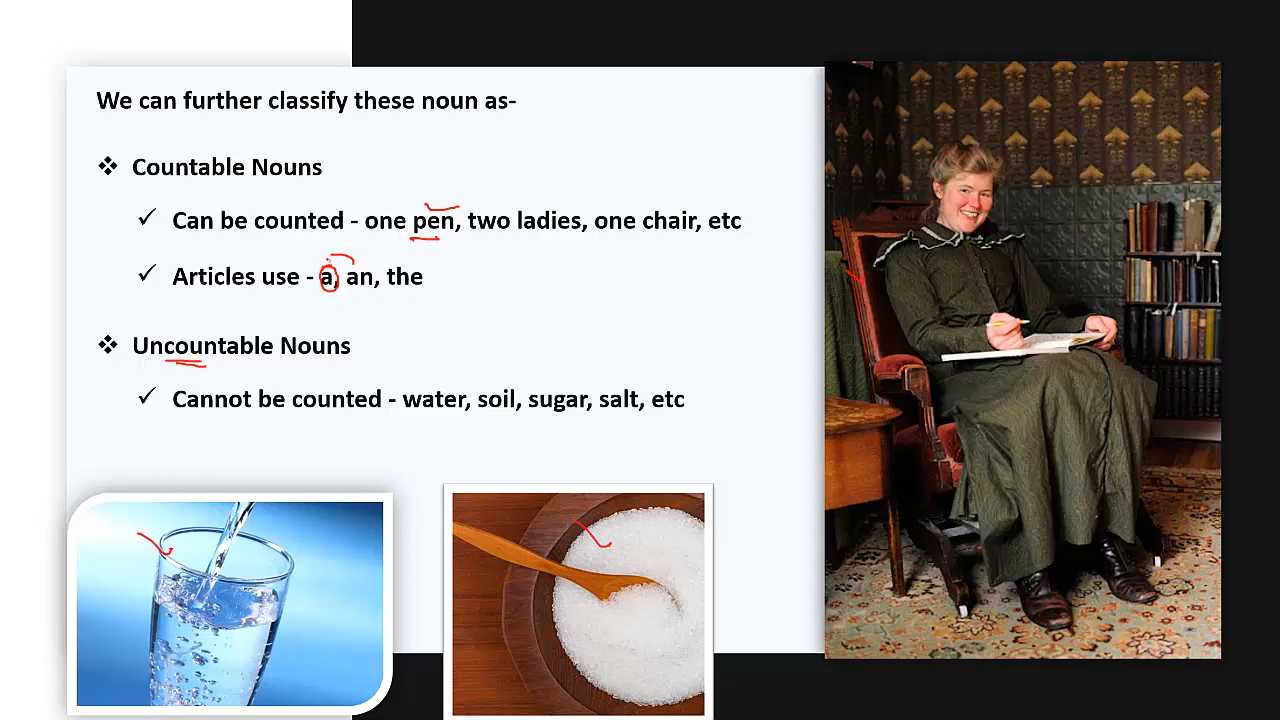 We can further classify these noun as-
❖ Countable Nouns
✓ Can be counted - one pen, two ladies, one chair, etc
✓ Articles use - a, an, the
❖ Uncountable Nouns
✓ Cannot be counted - water, soil, sugar, salt, etc